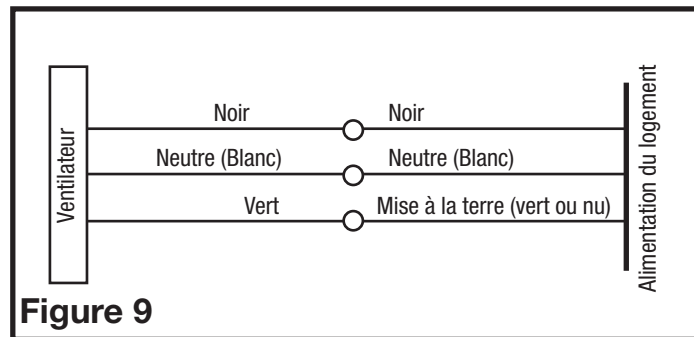 Ventilateur
Noir
Noir
Neutre (Blanc)
Neutre (Blanc)
Vert
Mise à la terre (vert ou nu)
Alimentation du logement
Figure 9